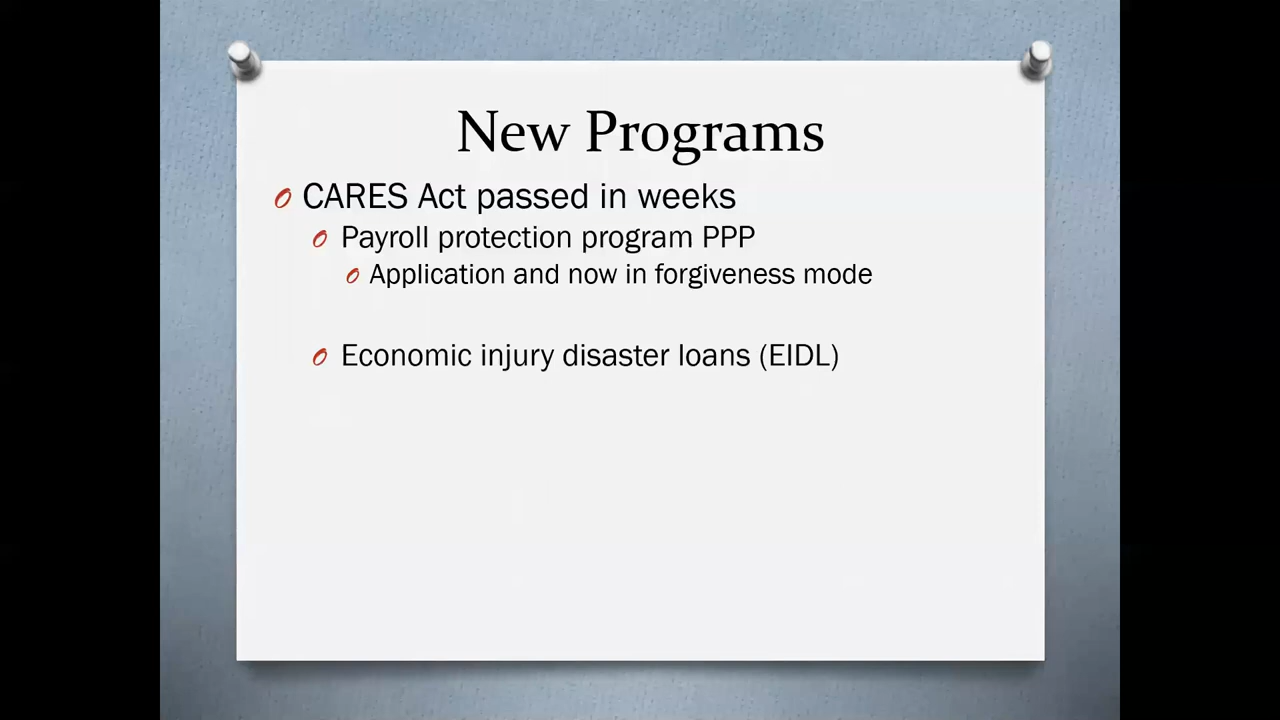 New Programs
CARES Act passed in weeks
Payroll protection program PPP
Application and now in forgiveness mode
Economic injury disaster loans (EIDL)